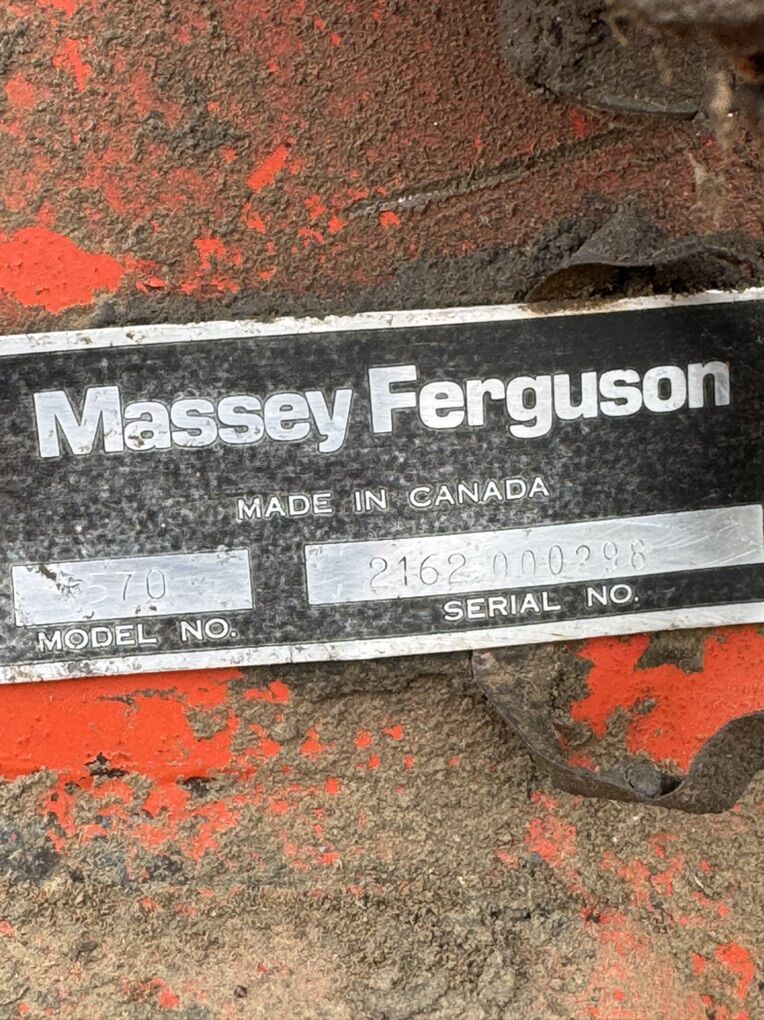 Massey Ferguson
MADE IN CANADA
570 2162 000298
MODEL NO. SERIAL NO.